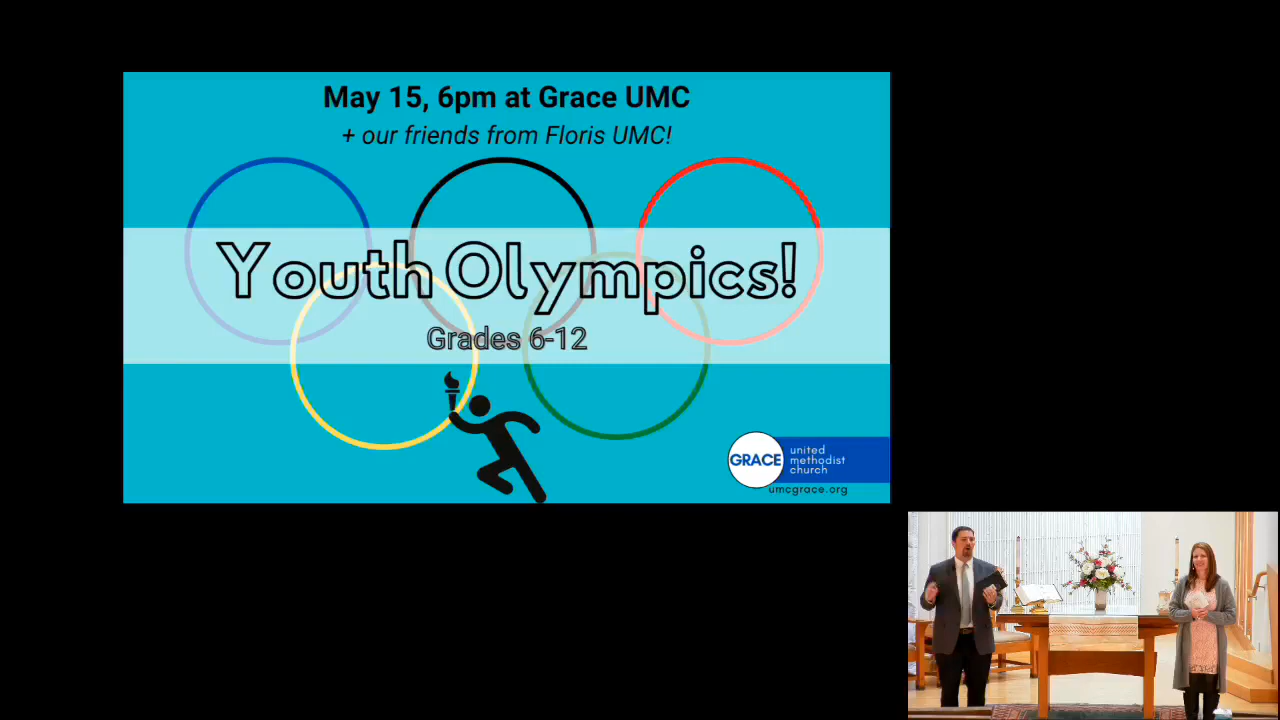 May 15, 6pm at Grace UMC
+ our friends from Floris UMC!
Youth Olympics!
Grades 6-12
GRACE
united
methodist
church
umcgrace.org